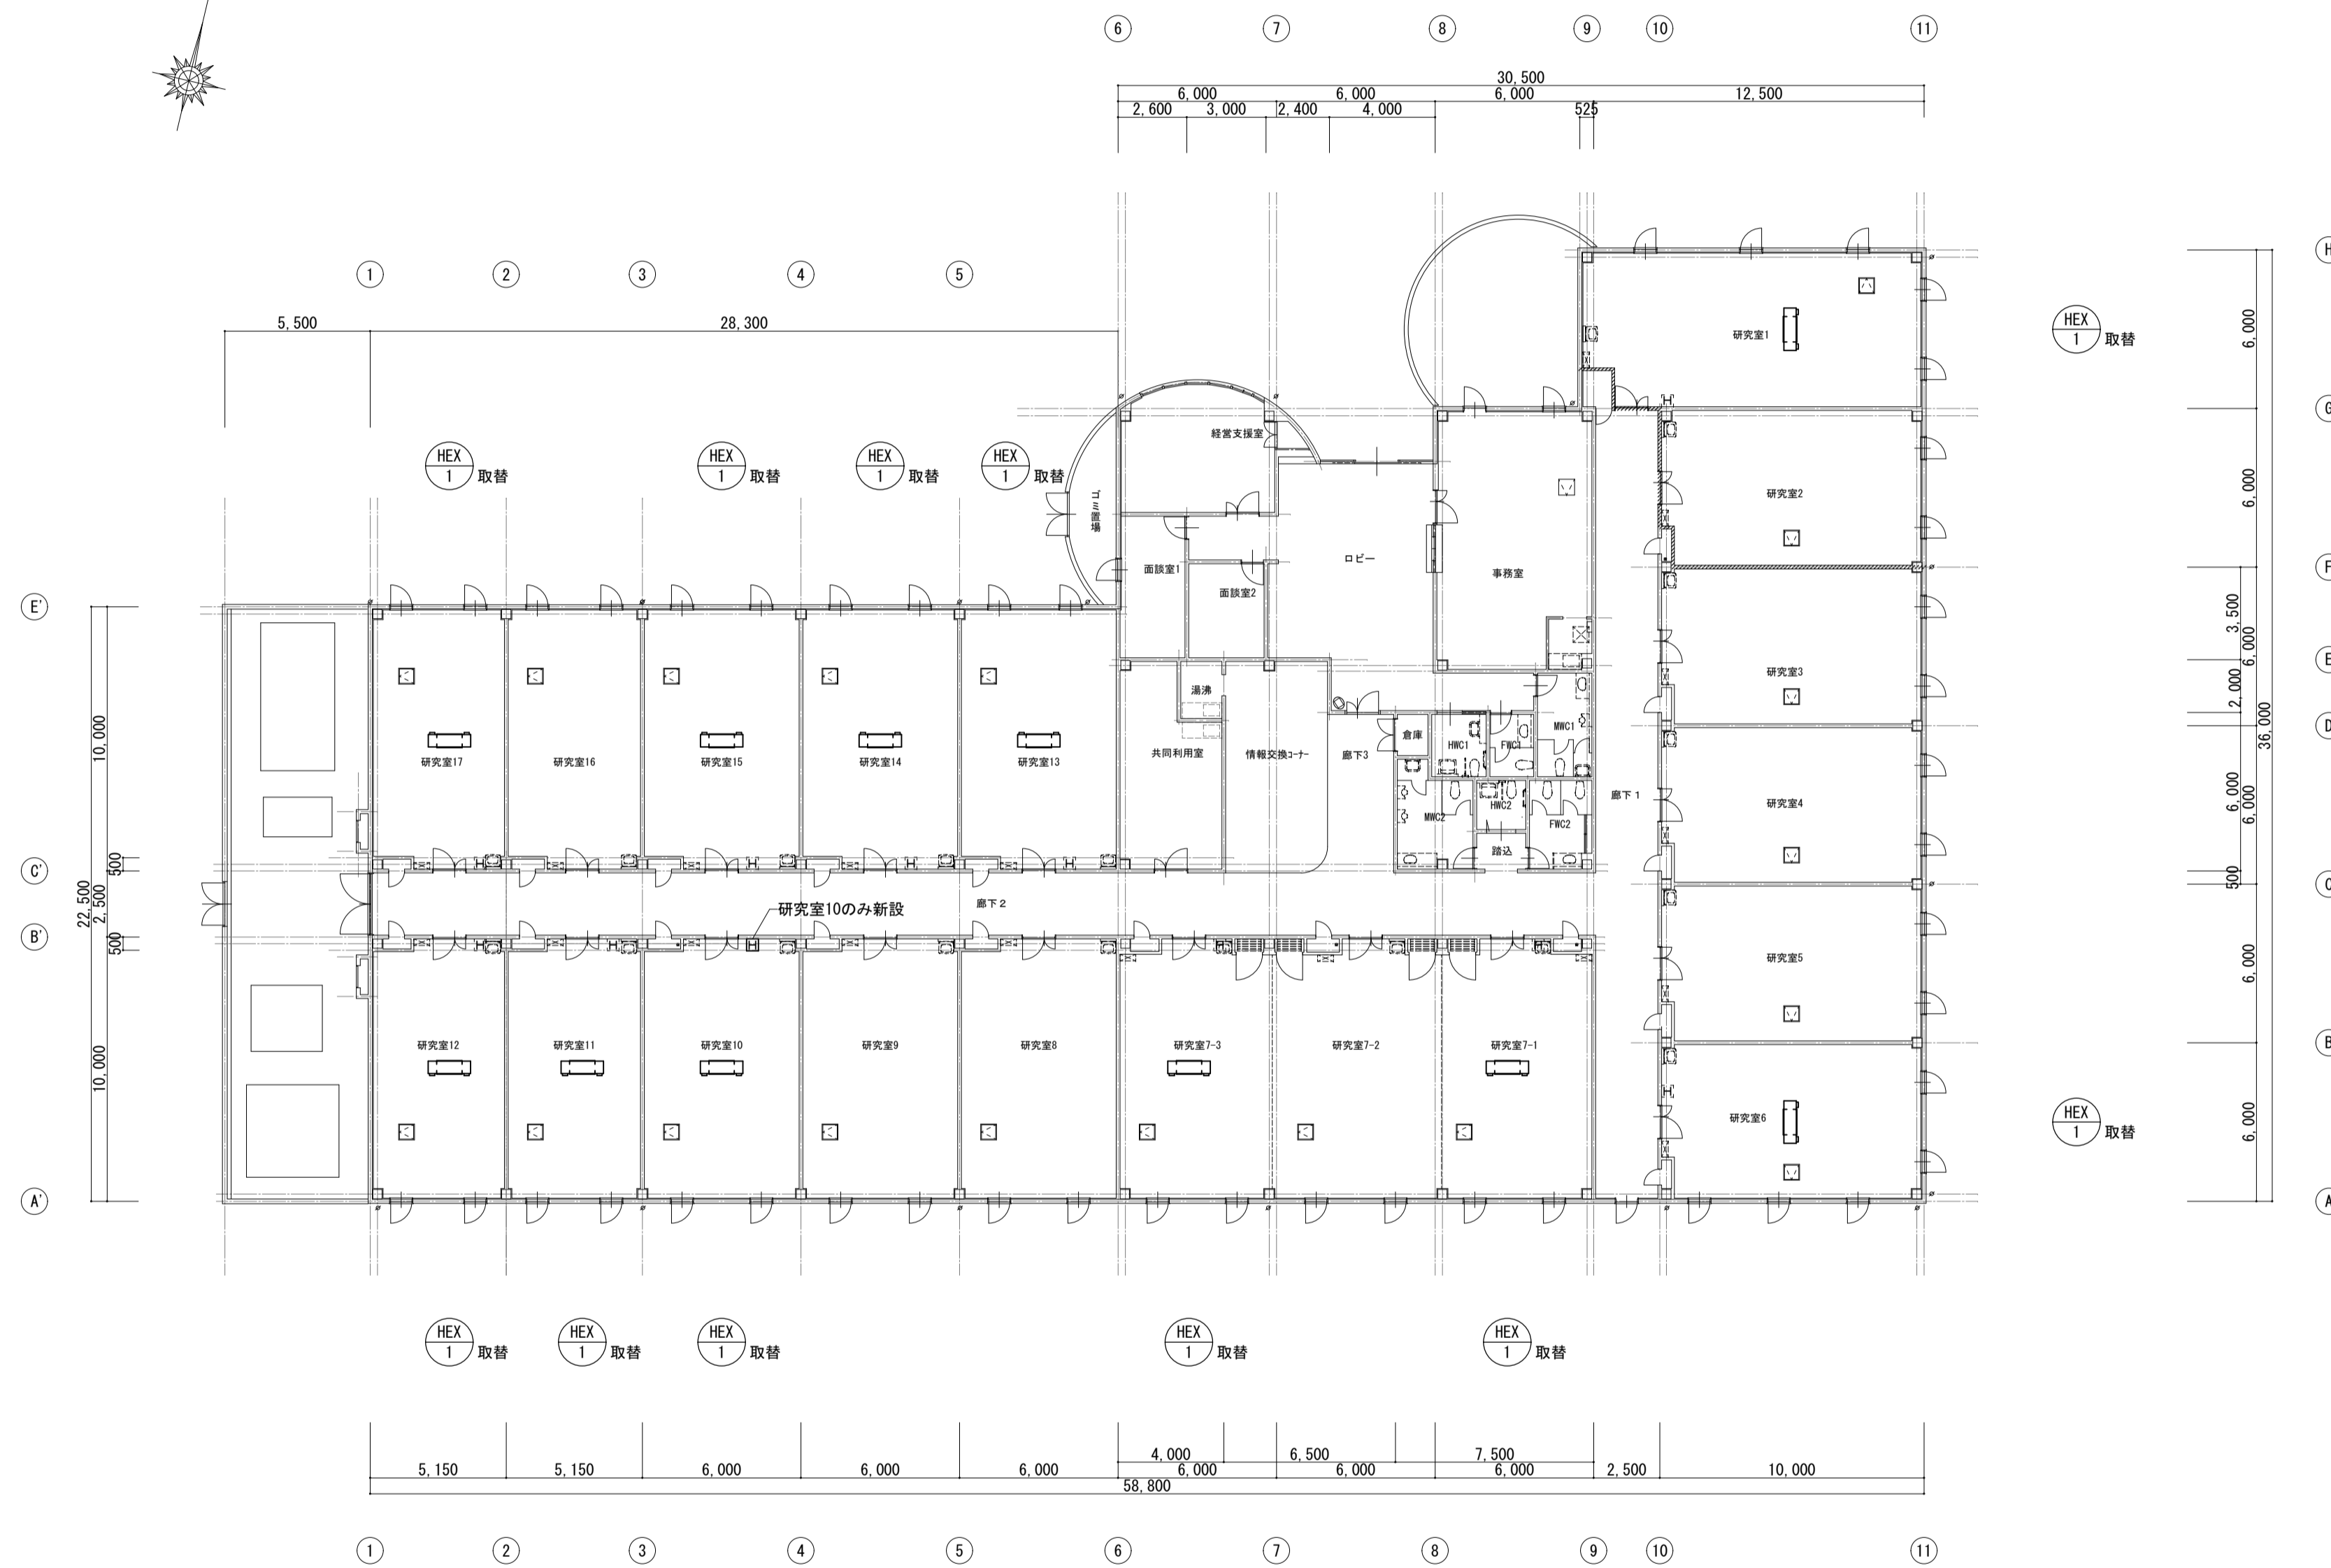 6 7 8 9 10 11
30,500
6,000 6,000 6,000 12,500
2,600 3,000 2,400 4,000 525
1 2 3 4 5
5,500 28,300
HEX
1 取替
HEX
1 取替
HEX
1 取替
HEX
1 取替
HEX
1 取替
HEX
1 取替
研究室1
研究室2
研究室3
研究室4
研究室5
研究室6
経営支援室
ゴミ置場
面談室1
面談室2
ロビー
事務室
湯沸
共同利用室
情報交換コーナー
廊下3
倉庫
HWC1
FWC1
MWC1
MWC2
HWC2
FWC2
踏込
廊下1
研究室17
研究室16
研究室15
研究室14
研究室13
廊下2
研究室10のみ新設
研究室12
研究室11
研究室10
研究室9
研究室8
研究室7-3
研究室7-2
研究室7-1
E'
C'
B'
A'
10,000
500
2,500
22,500
500
10,000
H
G
F
E
D
C
B
A
6,000
6,000
3,500
6,000
2,000
36,000
6,000
6,000
500
6,000
6,000
HEX
1 取替
HEX
1 取替
HEX
1 取替
HEX
1 取替
HEX
1 取替
4,000 6,500 7,500
5,150 5,150 6,000 6,000 6,000 6,000 6,000 6,000 2,500 10,000
58,800
1 2 3 4 5 6 7 8 9 10 11